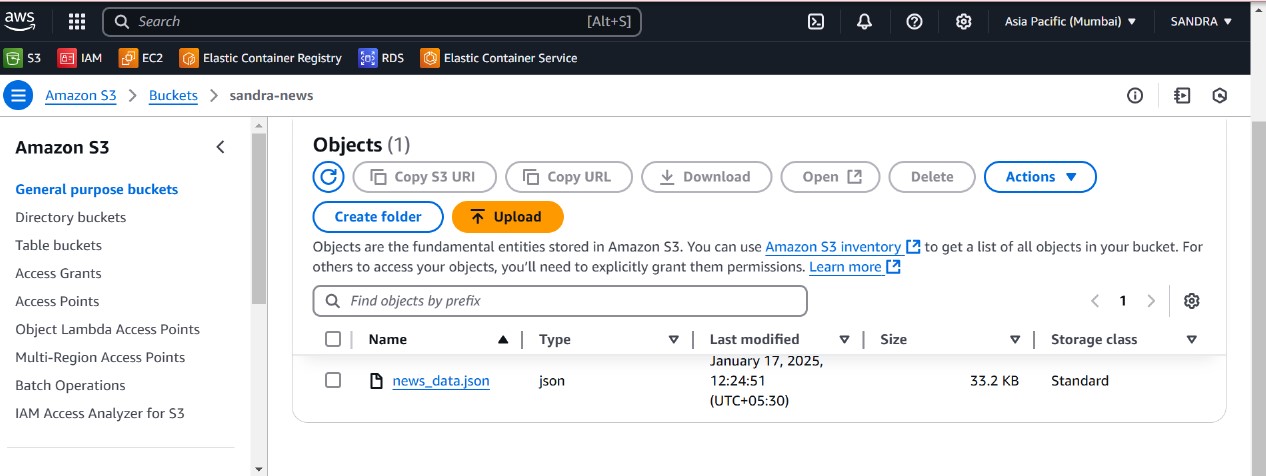 aws
Search [Alt+S]
Asia Pacific (Mumbai) ▼ SANDRA ▼
S3 IAM EC2 Elastic Container Registry RDS Elastic Container Service
Amazon S3 > Buckets > sandra-news
Amazon S3
General purpose buckets
Directory buckets
Table buckets
Access Grants
Access Points
Object Lambda Access Points
Multi-Region Access Points
Batch Operations
IAM Access Analyzer for S3
Objects (1)
Copy S3 URI Copy URL Download Open Delete Actions ▼
Create folder Upload
Objects are the fundamental entities stored in Amazon S3. You can use Amazon S3 inventory to get a list of all objects in your bucket. For
others to access your objects, you'll need to explicitly grant them permissions. Learn more
Find objects by prefix
1
Name Type Last modified Size Storage class
news_data.json json January 17, 2025, 33.2 KB Standard
12:24:51
(UTC+05:30)